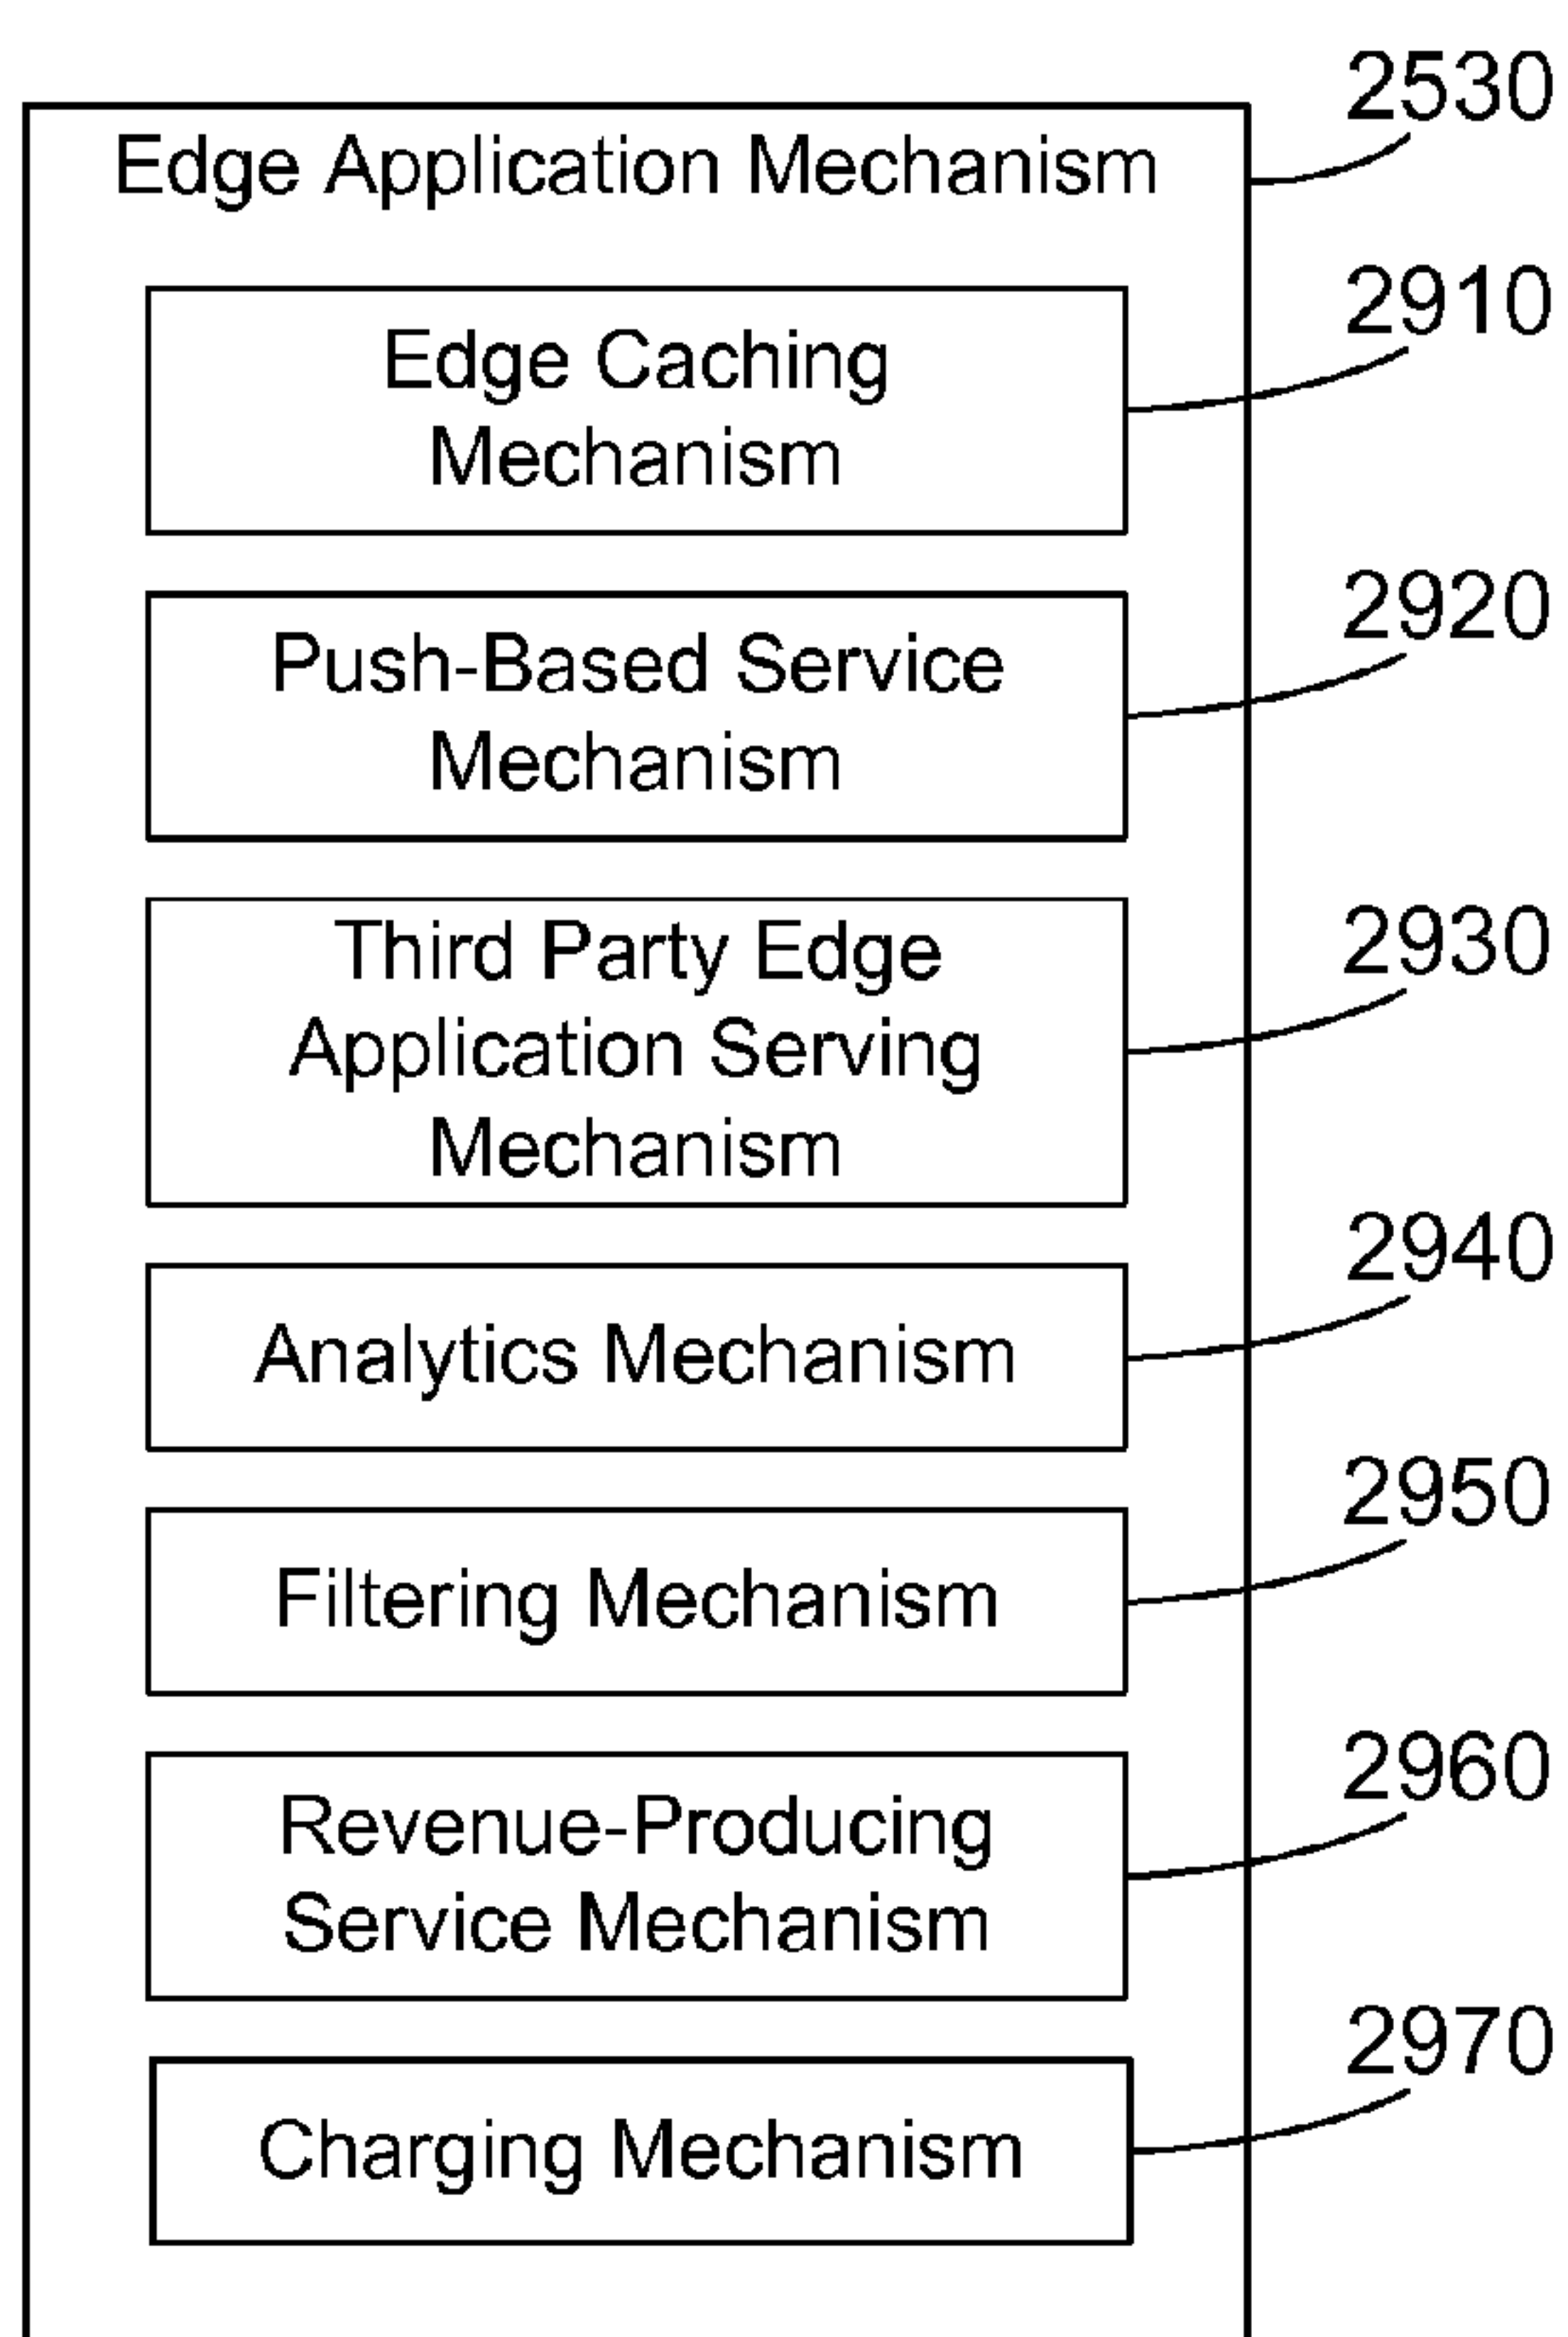 2530
Edge Application Mechanism
2910
Edge Caching
Mechanism
2920
Push-Based Service
Mechanism
2930
Third Party Edge
Application Serving
Mechanism
2940
Analytics Mechanism
2950
Filtering Mechanism
2960
Revenue-Producing
Service Mechanism
2970
Charging Mechanism